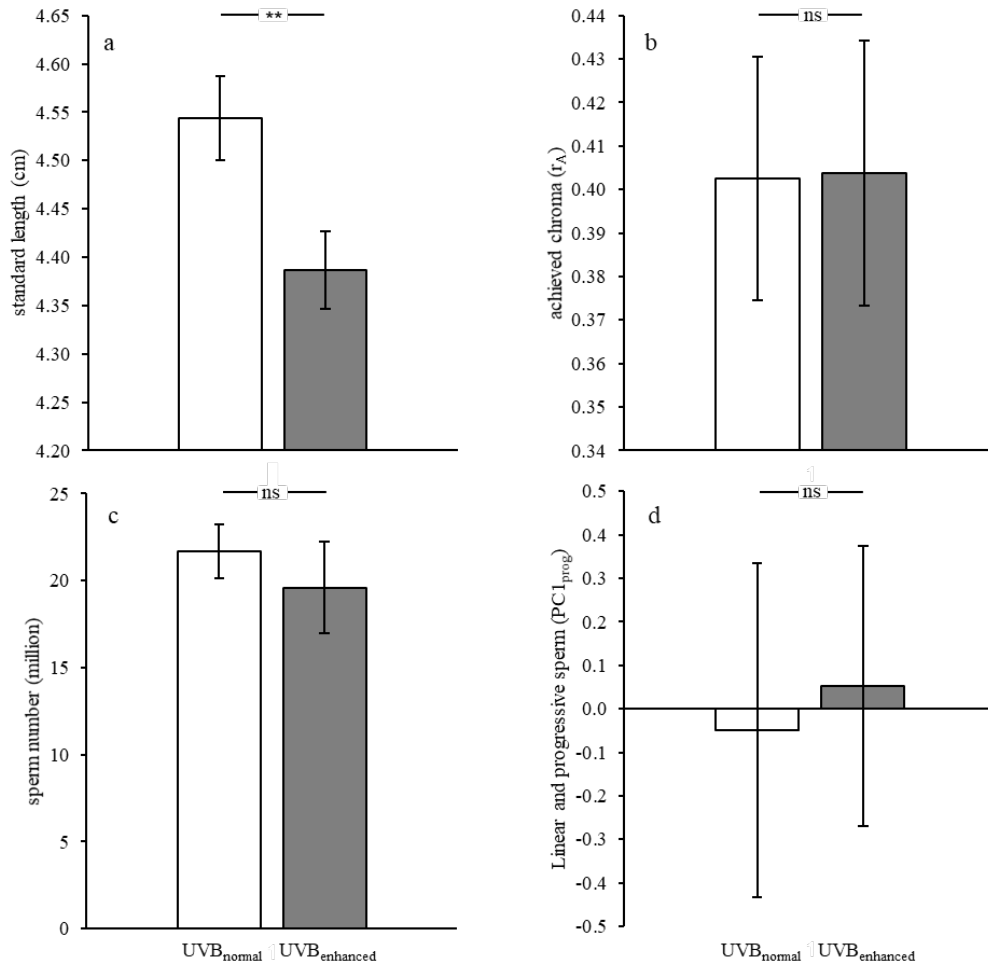 **
a
4.65
4.60
4.55
4.50
4.45
4.40
4.35
4.30
4.25
4.20
standard length (cm)
ns
b
0.44
0.43
0.42
0.41
0.40
0.39
0.38
0.37
0.36
0.35
0.34
achieved chroma (rA)
ns
c
25
20
15
10
5
0
sperm number (million)
UVBnormal
UVBenhanced
ns
d
0.5
0.4
0.3
0.2
0.1
0.0
-0.1
-0.2
-0.3
-0.4
-0.5
Linear and progressive sperm (PC1prog)
UVBnormal
UVBenhanced